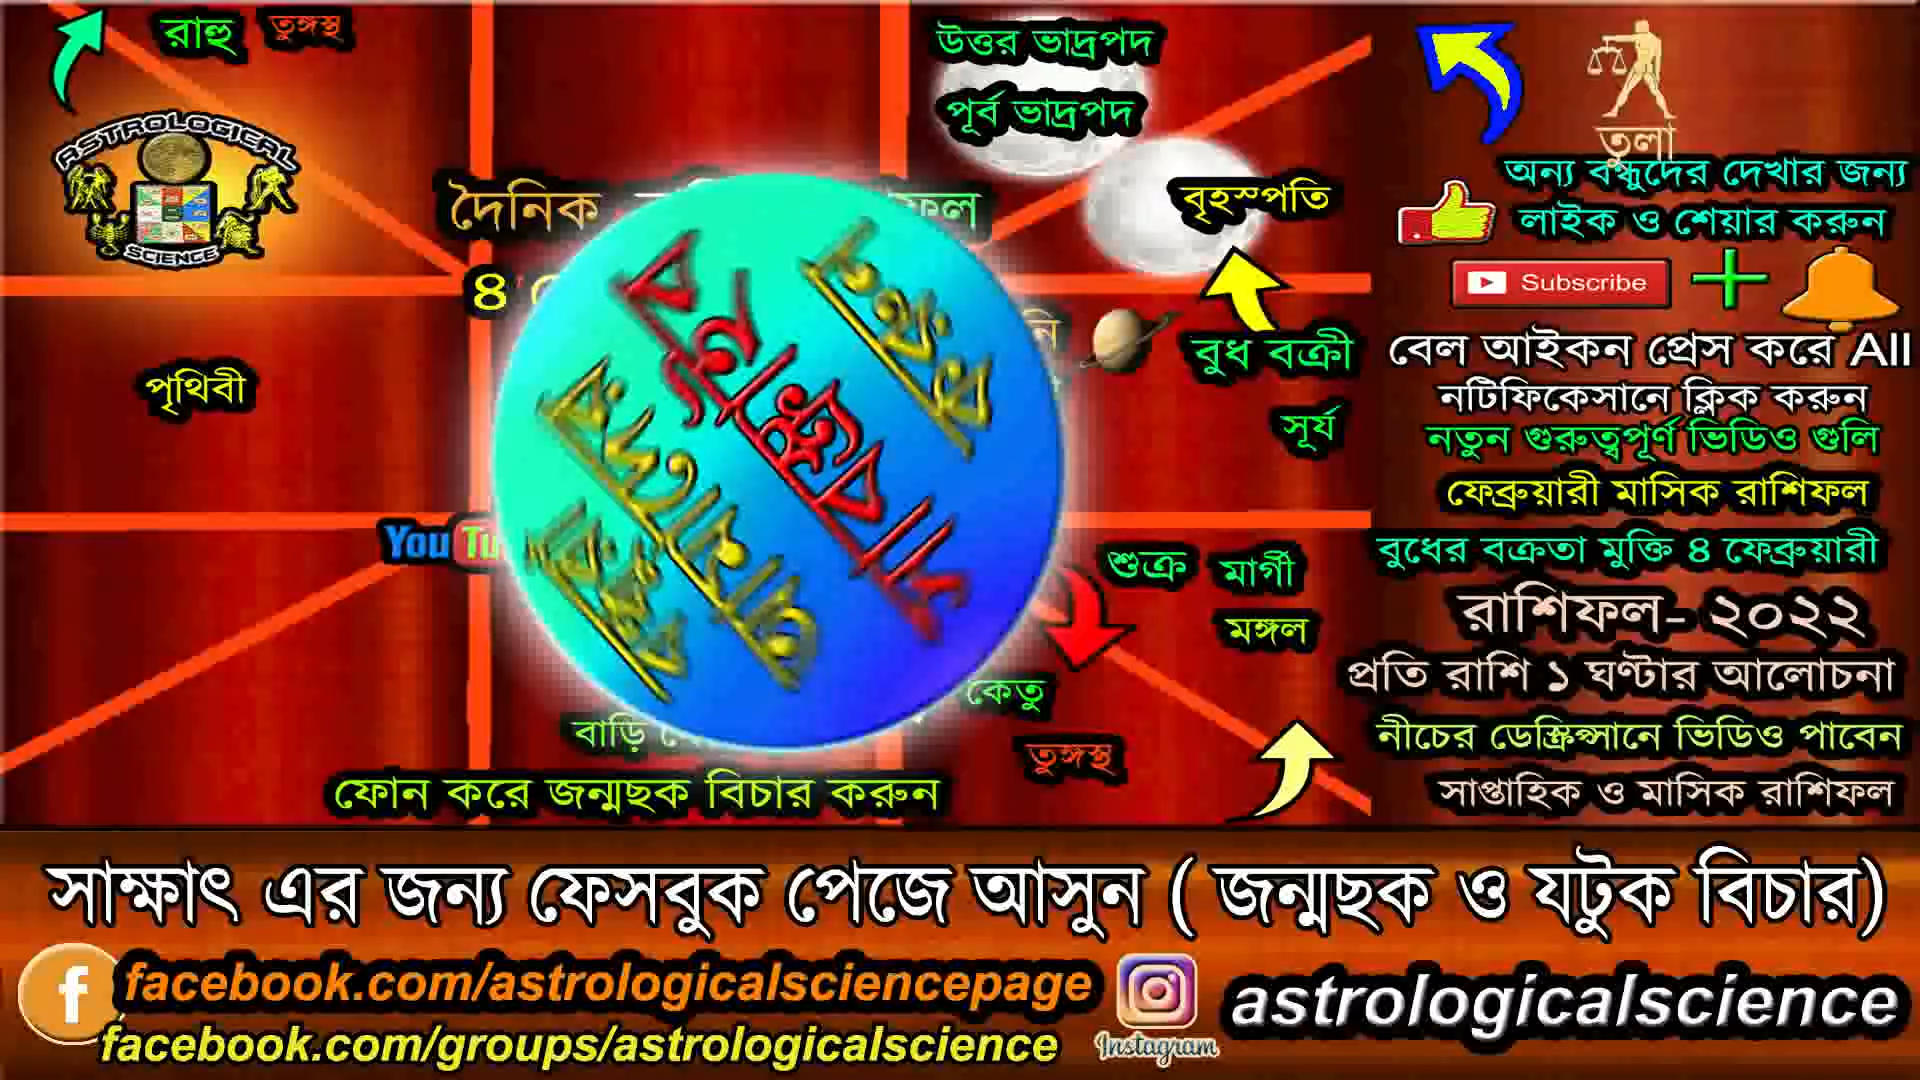 রাহু তুঙ্গস্থ
উত্তর ভাদ্রপদ
পূর্ব ভাদ্রপদ
ASTROLOGICAL
SCIENCE
তুলা
অন্য বন্ধুদের দেখার জন্য
লাইক ও শেয়ার করুন
দৈনিক
বৃহস্পতি
Subscribe
৪
বুধ বক্রী
বেল আইকন প্রেস করে All
নটিফিকেসানে ক্লিক করুন
পৃথিবী
সূর্য
নতুন গুরুত্বপূর্ণ ভিডিও গুলি
ফেব্রুয়ারী মাসিক রাশিফল
You
শুক্র মার্গী
বুধের বক্রতা মুক্তি ৪ ফেব্রুয়ারী
মঙ্গল
রাশিফল- ২০২২
প্রতি রাশি ১ ঘণ্টার আলোচনা
কেতু
বাড়ি
তুঙ্গস্থ
নীচের ডেস্ক্রিপ্সানে ভিডিও পাবেন
ফোন করে জন্মছক বিচার করুন
সাপ্তাহিক ও মাসিক রাশিফল
সাক্ষাৎ এর জন্য ফেসবুক পেজে আসুন ( জন্মছক ও যটুক বিচার)
facebook.com/astrologicalsciencepage
facebook.com/groups/astrologicalscience
Instagram
astrologicalscience